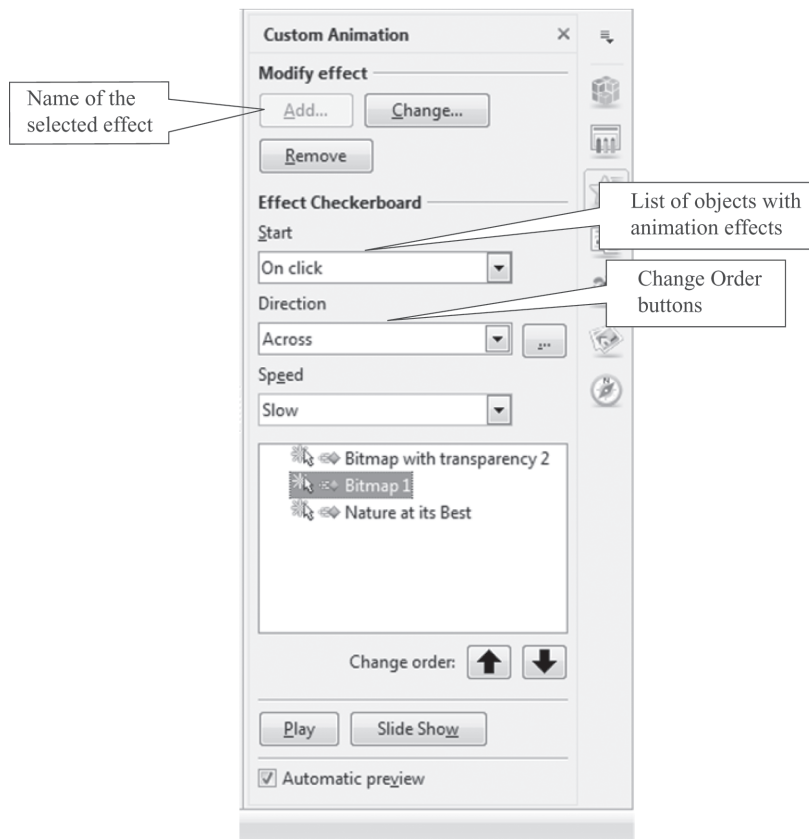 Custom Animation
Modify effect
Name of the
selected effect
Add...
Change...
Remove
Effect Checkerboard
List of objects with
animation effects
Start
On click
Change Order
buttons
Direction
Across
...
Speed
Slow
Bitmap with transparency 2
Bitmap 1
Nature at its Best
Change order:
Play
Slide Show
Automatic preview